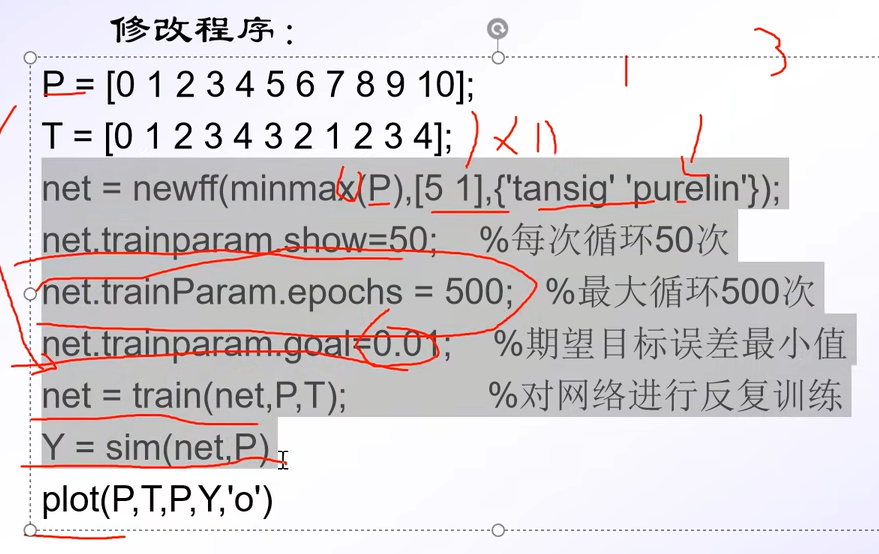 修改程序：
P = [0 1 2 3 4 5 6 7 8 9 10];
T = [0 1 2 3 4 3 2 1 2 3 4];
net = newff(minmax(P),[5 1],{'tansig' 'purelin'});
net.trainparam.show=50; %每次循环50次
net.trainParam.epochs = 500; %最大循环500次
net.trainparam.goal=0.01; %期望目标误差最小值
net = train(net,P,T); %对网络进行反复训练
Y = sim(net,P)
plot(P,T,P,Y,'o')